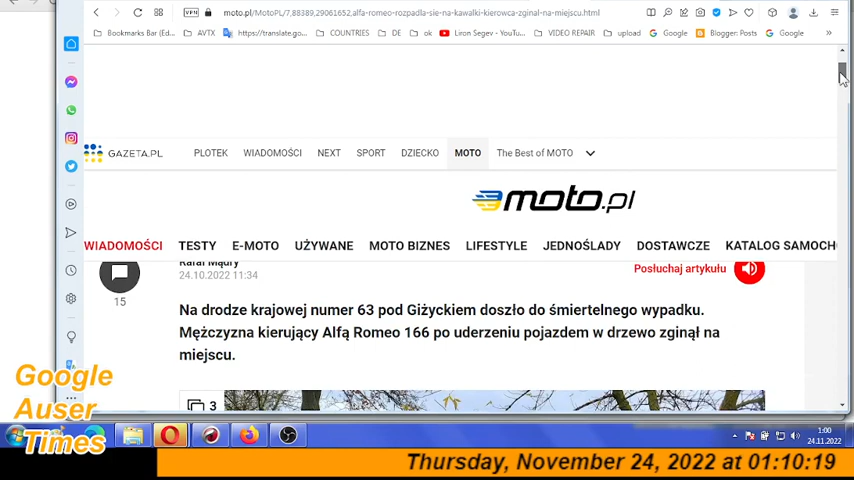 VPN moto.pl/MotoPL/7,88389,29061652,alfa-romeo-rozpadla-sie-na-kawalki-kierowca-zginal-na-miejscu.html
Bookmarks Bar (Ed... AVTX https://translate.go... COUNTRIES DE ok Liron Segev - YouTu... VIDEO REPAIR upload Google Blogger: Posty Google »
GAZETA.PL PLOTEK WIADOMOŚCI NEXT SPORT DZIECKO MOTO The Best of MOTO
moto.pl
WIADOMOŚCI TESTY E-MOTO UŻYWANE MOTO BIZNES LIFESTYLE JEDNOŚLADY DOSTAWCZE KATALOG SAMOCHO
Rafał Mądry
24.10.2022 11:34
Posłuchaj artykułu
15
Na drodze krajowej numer 63 pod Giżyckiem doszło do śmiertelnego wypadku.
Mężczyzna kierujący Alfą Romeo 166 po uderzeniu pojazdem w drzewo zginął na
miejscu.
3
Google
Auser
Times
1:00
24.11.2022
Thursday, November 24, 2022 at 01:10:19